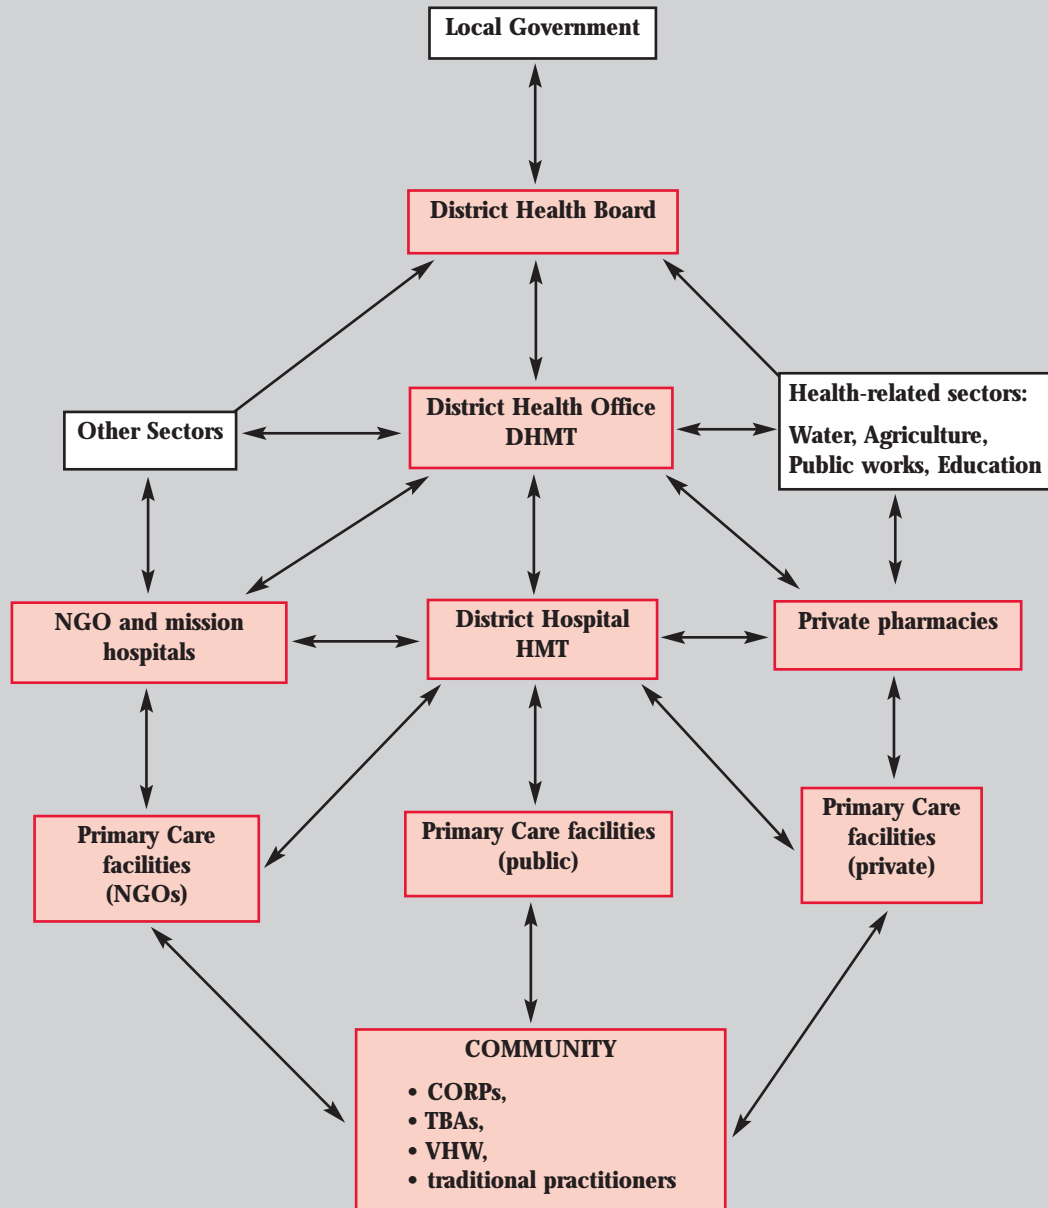 Local Government
District Health Board
District Health Office
DHMT
Other Sectors
Health-related sectors:
Water, Agriculture,
Public works, Education
NGO and mission
hospitals
District Hospital
HMT
Private pharmacies
Primary Care
facilities
(NGOs)
Primary Care facilities
(public)
Primary Care
facilities
(private)
COMMUNITY
• CORPs,
• TBAs,
• VHW,
• traditional practitioners